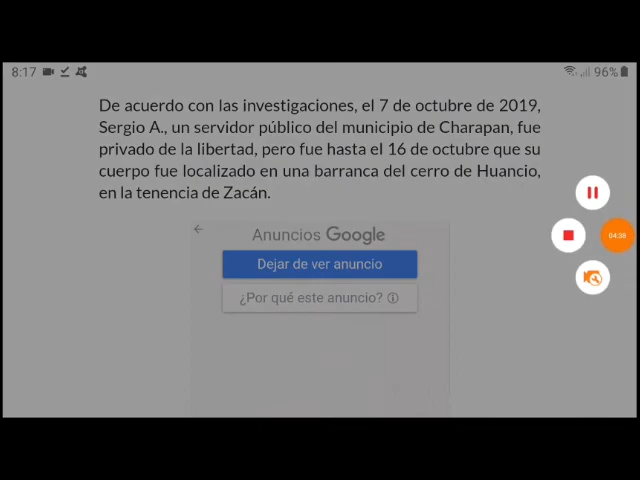 8:17
96%
De acuerdo con las investigaciones, el 7 de octubre de 2019,
Sergio A., un servidor público del municipio de Charapan, fue
privado de la libertad, pero fue hasta el 16 de octubre que su
cuerpo fue localizado en una barranca del cerro de Huancio,
en la tenencia de Zacán.
04:38
Anuncios Google
Dejar de ver anuncio
¿Por qué este anuncio?